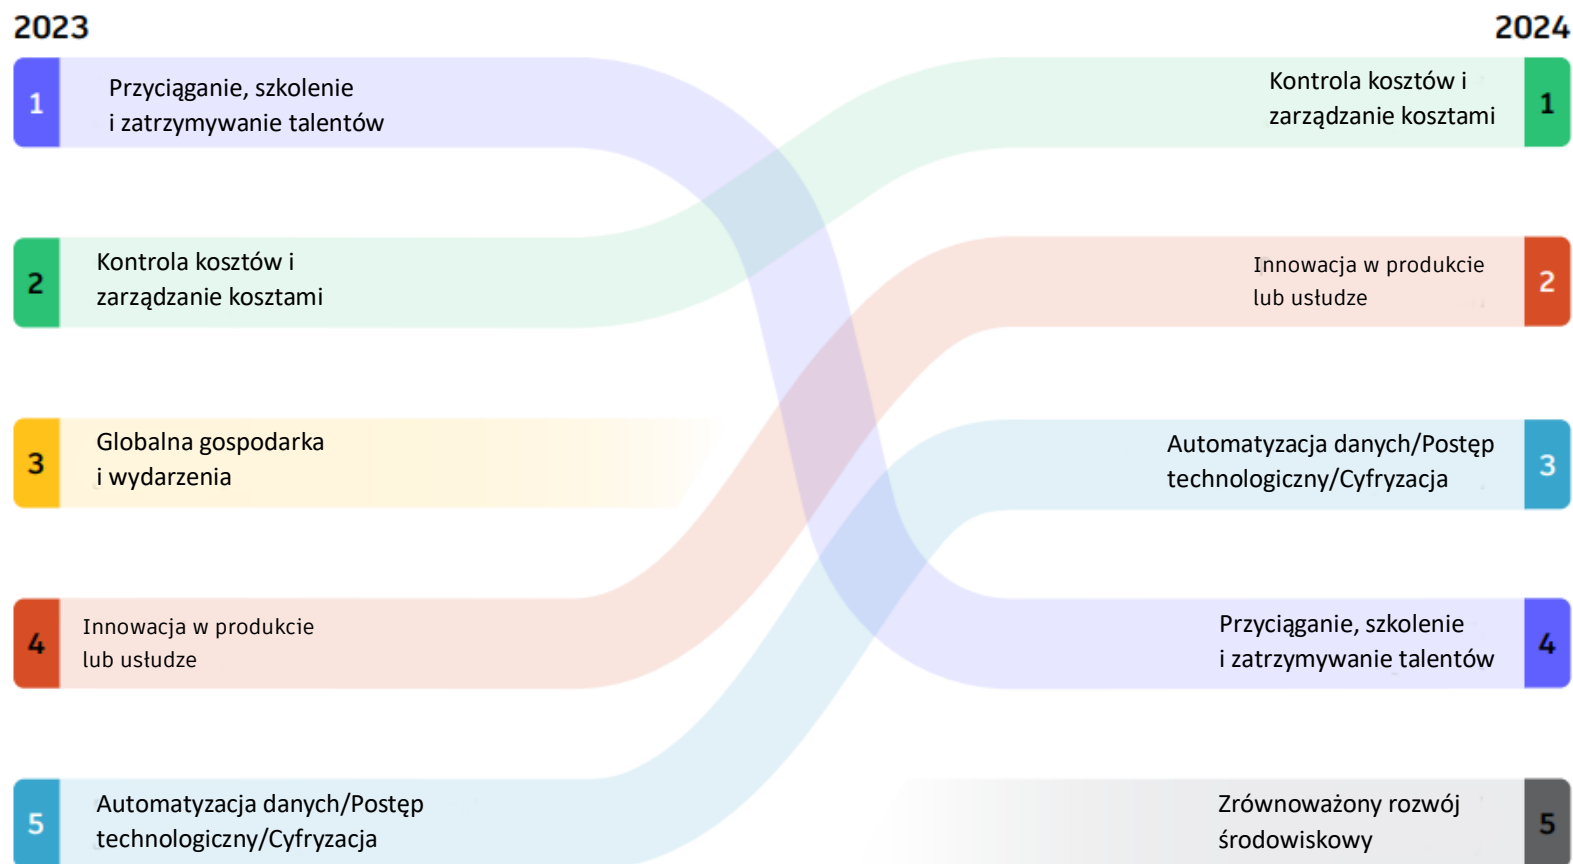 2023
2024
1
Przyciąganie, szkolenie
i zatrzymywanie talentów
Kontrola kosztów i
zarządzanie kosztami
1
2
Kontrola kosztów i
zarządzanie kosztami
Innowacja w produkcie
lub usłudze
2
3
Globalna gospodarka
i wydarzenia
Automatyzacja danych/Postęp
technologiczny/Cyfryzacja
3
4
Innowacja w produkcie
lub usłudze
Przyciąganie, szkolenie
i zatrzymywanie talentów
4
5
Automatyzacja danych/Postęp
technologiczny/Cyfryzacja
Zrównoważony rozwój
środowiskowy
5